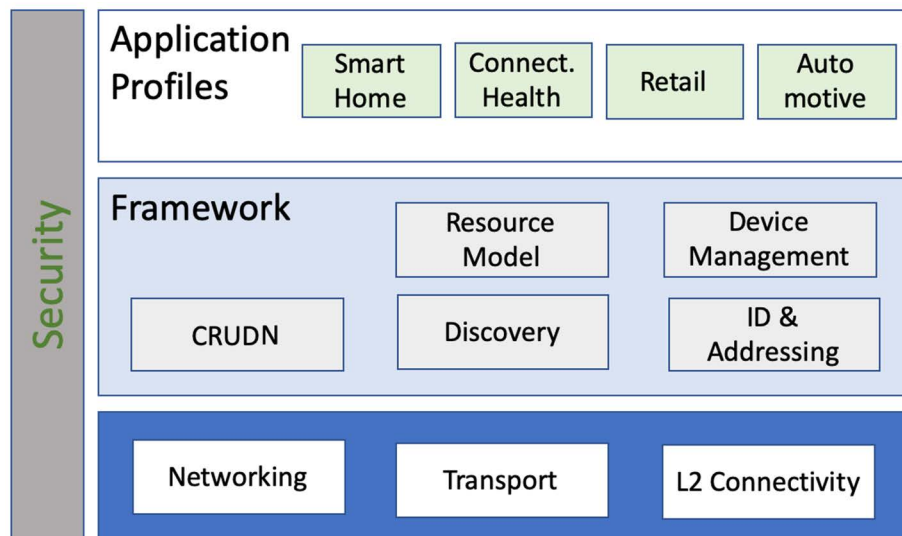 Security
Application
Profiles
Smart
Home
Connect.
Health
Retail
Auto
motive
Framework
Resource
Model
Device
Management
CRUDN
Discovery
ID &
Addressing
Networking
Transport
L2 Connectivity